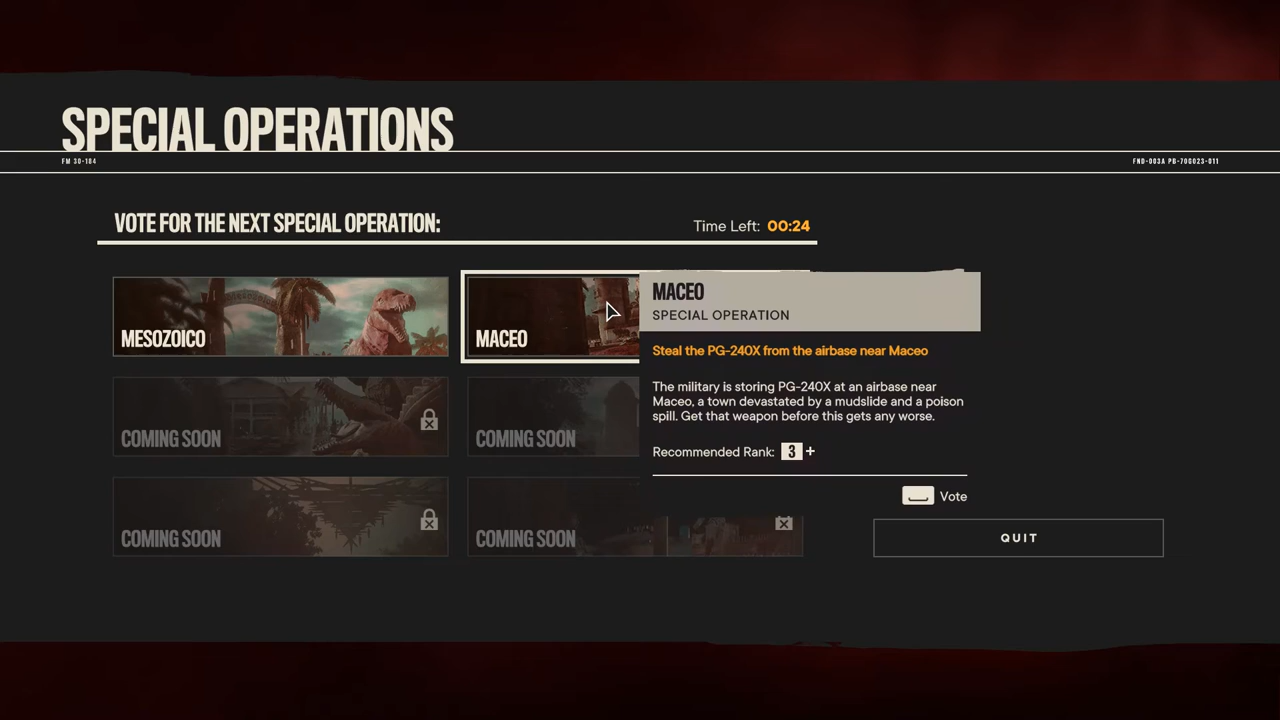 SPECIAL OPERATIONS
FM 30-184
FND-003A PB-700023-011
VOTE FOR THE NEXT SPECIAL OPERATION:
Time Left: 00:24
MESOZOICO
MACEO
MACEO
SPECIAL OPERATION
Steal the PG-240X from the airbase near Maceo
The military is storing PG-240X at an airbase near
Maceo, a town devastated by a mudslide and a poison
spill. Get that weapon before this gets any worse.
Recommended Rank: 3 +
Vote
COMING SOON
COMING SOON
COMING SOON
COMING SOON
QUIT